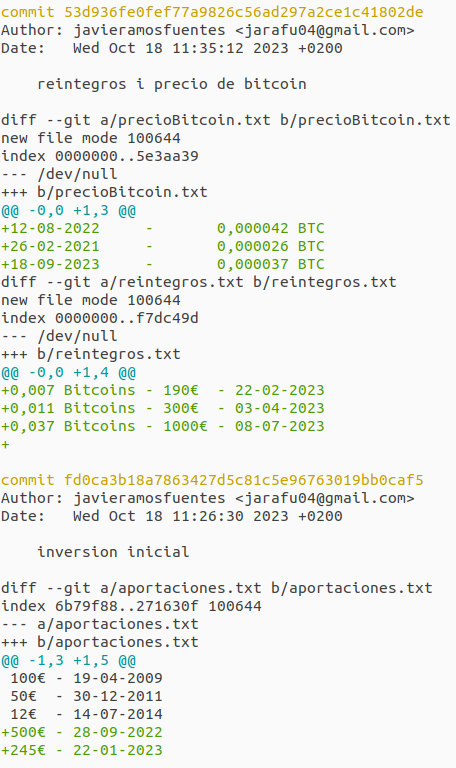 commit 53d936fe0fef77a9826c56ad297a2ce1c41802de
Author: javieramosfuentes <jarafu04@gmail.com>
Date:   Wed Oct 18 11:35:12 2023 +0200

    reintegros i precio de bitcoin

diff --git a/precioBitcoin.txt b/precioBitcoin.txt
new file mode 100644
index 0000000..5e3aa39
--- /dev/null
+++ b/precioBitcoin.txt
@@ -0,0 +1,3 @@
+12-08-2022     -       0,000042 BTC
+26-02-2021     -       0,000026 BTC
+18-09-2023     -       0,000037 BTC
diff --git a/reintegros.txt b/reintegros.txt
new file mode 100644
index 0000000..f7dc49d
--- /dev/null
+++ b/reintegros.txt
@@ -0,0 +1,4 @@
+0,007 Bitcoins - 190€  - 22-02-2023
+0,011 Bitcoins - 300€  - 03-04-2023
+0,037 Bitcoins - 1000€ - 08-07-2023
+

commit fd0ca3b18a7863427d5c81c5e96763019bb0caf5
Author: javieramosfuentes <jarafu04@gmail.com>
Date:   Wed Oct 18 11:26:30 2023 +0200

    inversion inicial

diff --git a/aportaciones.txt b/aportaciones.txt
index 6b79f88..271630f 100644
--- a/aportaciones.txt
+++ b/aportaciones.txt
@@ -1,3 +1,5 @@
 100€ - 19-04-2009
 50€  - 30-12-2011
 12€  - 14-07-2014
+500€ - 28-09-2022
+245€ - 22-01-2023